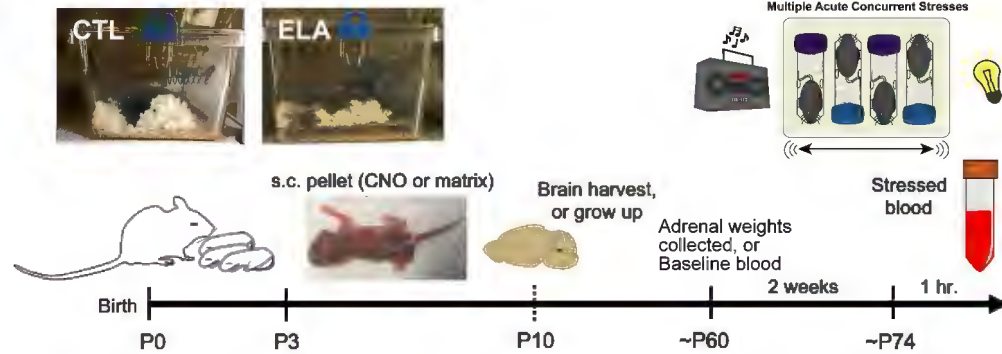 CTL
ELA
Multiple Acute Concurrent Stresses
s.c. pellet (CNO or matrix)
Brain harvest,
or grow up
Adrenal weights
collected, or
Baseline blood
Stressed
blood
2 weeks
1 hr.
Birth
P0
P3
P10
~P60
~P74